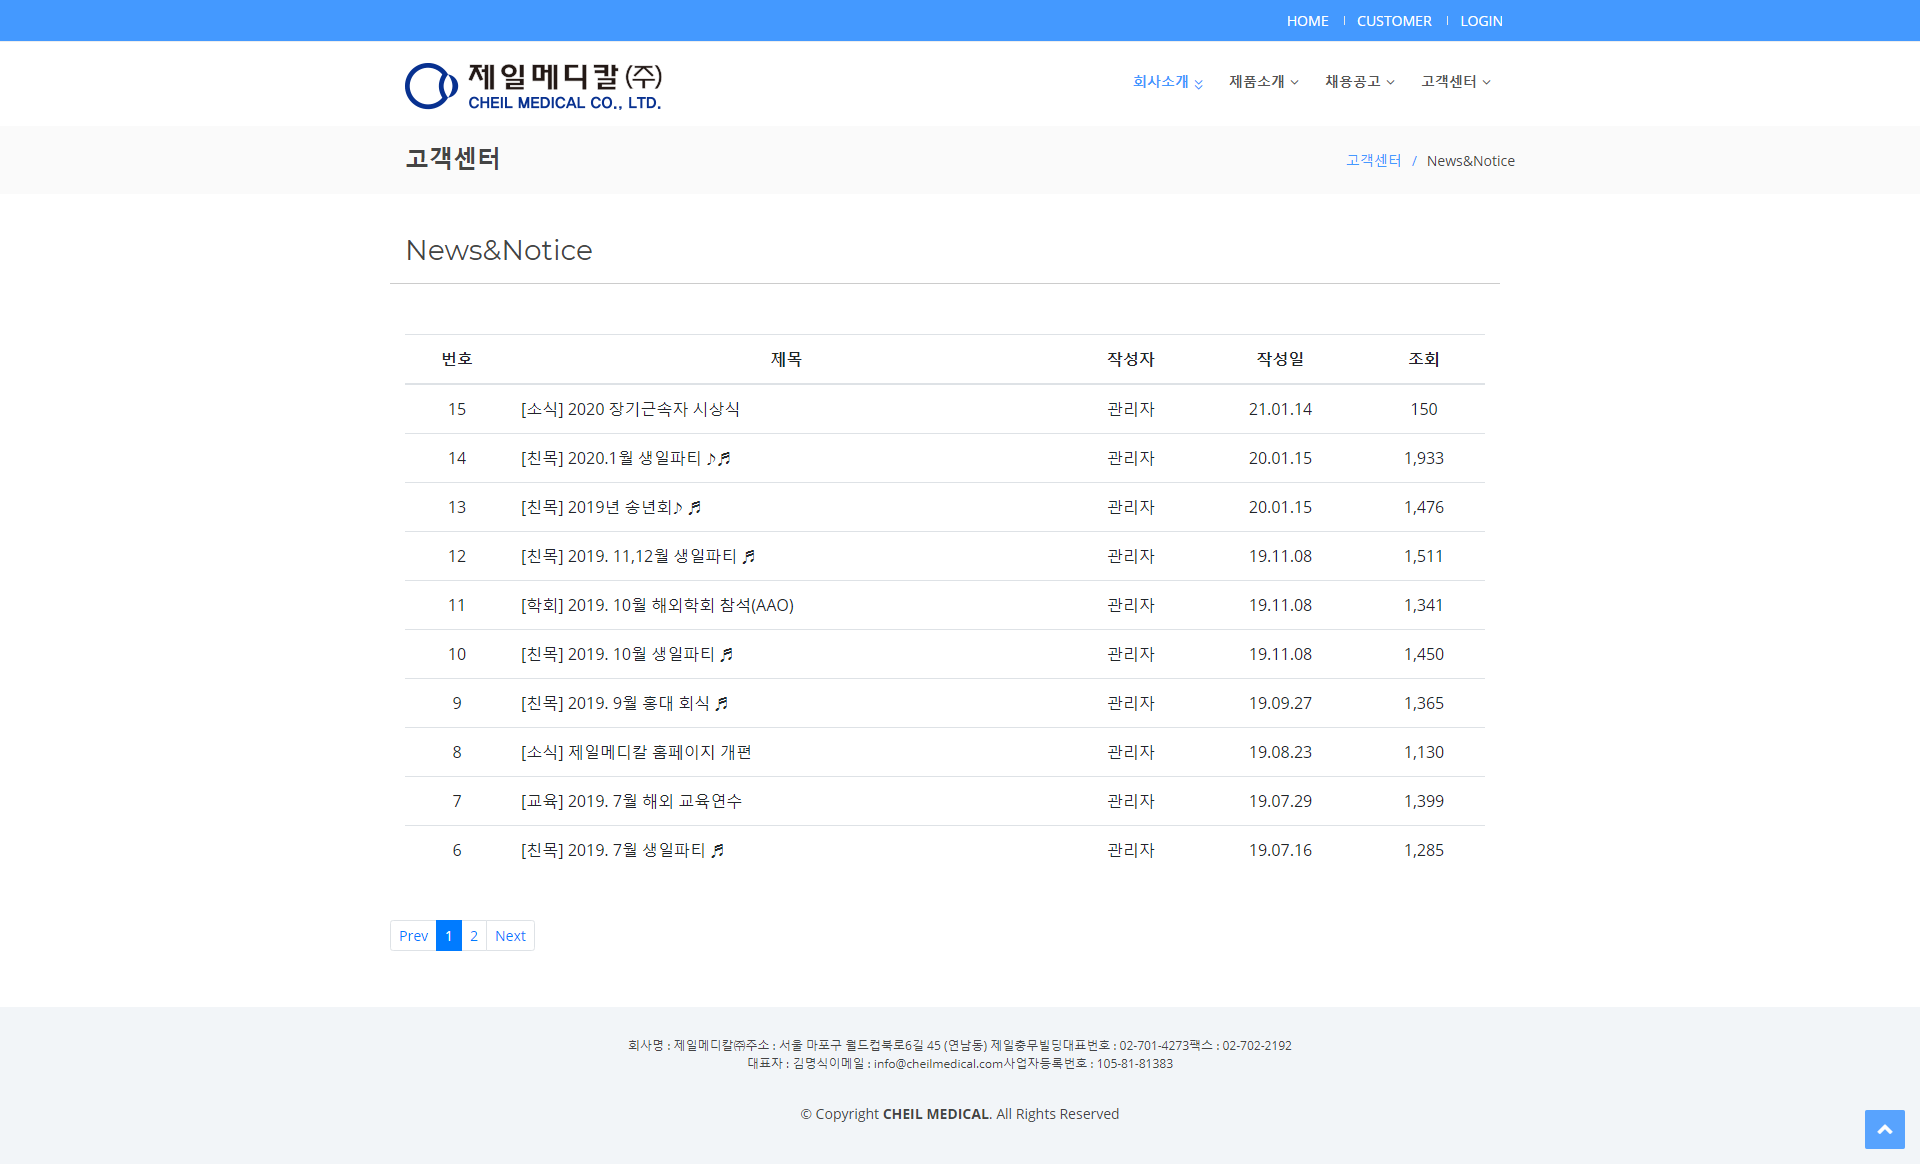 HOME CUSTOMER LOGIN
제일메디칼(주)
CHEIL MEDICAL CO., LTD.
회사소개 제품소개 채용공고 고객센터
고객센터
고객센터 / News&Notice
News&Notice
번호 제목 작성자 작성일 조회
15 [소식] 2020 장기근속자 시상식 관리자 21.01.14 150
14 [친목] 2020.1월 생일파티 ♪♬ 관리자 20.01.15 1,933
13 [친목] 2019년 송년회♪ ♬ 관리자 20.01.15 1,476
12 [친목] 2019. 11,12월 생일파티 ♬ 관리자 19.11.08 1,511
11 [학회] 2019. 10월 해외학회 참석(AAO) 관리자 19.11.08 1,341
10 [친목] 2019. 10월 생일파티 ♬ 관리자 19.11.08 1,450
9 [친목] 2019. 9월 홍대 회식 ♬ 관리자 19.09.27 1,365
8 [소식] 제일메디칼 홈페이지 개편 관리자 19.08.23 1,130
7 [교육] 2019. 7월 해외 교육연수 관리자 19.07.29 1,399
6 [친목] 2019. 7월 생일파티 ♬ 관리자 19.07.16 1,285
Prev 1 2 Next
회사명 : 제일메디칼㈜주소 : 서울 마포구 월드컵북로6길 45 (연남동) 제일충무빌딩대표번호 : 02-701-4273팩스 : 02-702-2192
대표자 : 김명식이메일 : info@cheilmedical.com사업자등록번호 : 105-81-81383
© Copyright CHEIL MEDICAL. All Rights Reserved